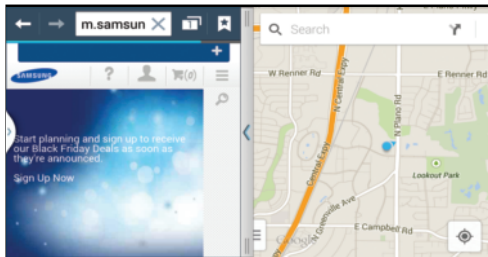 m.samsun
1
SAMSUNG
?
(0)
Start planning and sign up to receive
our Black Friday Deals as soon as
they're announced.
Sign Up Now
Search
W Renner Rd
E Renner Rd
N Central Expy
N Plano Rd
Central Expy
Lookout Park
N Greenville Ave
E Campbell Rd
Google